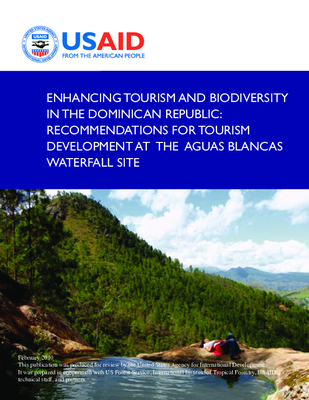 USAID
FROM THE AMERICAN PEOPLE
ENHANCING TOURISM AND BIODIVERSITY
IN THE DOMINICAN REPUBLIC:
RECOMMENDATIONS FOR TOURISM
DEVELOPMENT AT THE AGUAS BLANCAS
WATERFALL SITE
February 2010
This publication was produced for review by the United States Agency for International Development.
It was prepared in cooperation with US Forest Service, International Institute of Tropical Forestry, USAID
technical staff, and partners.